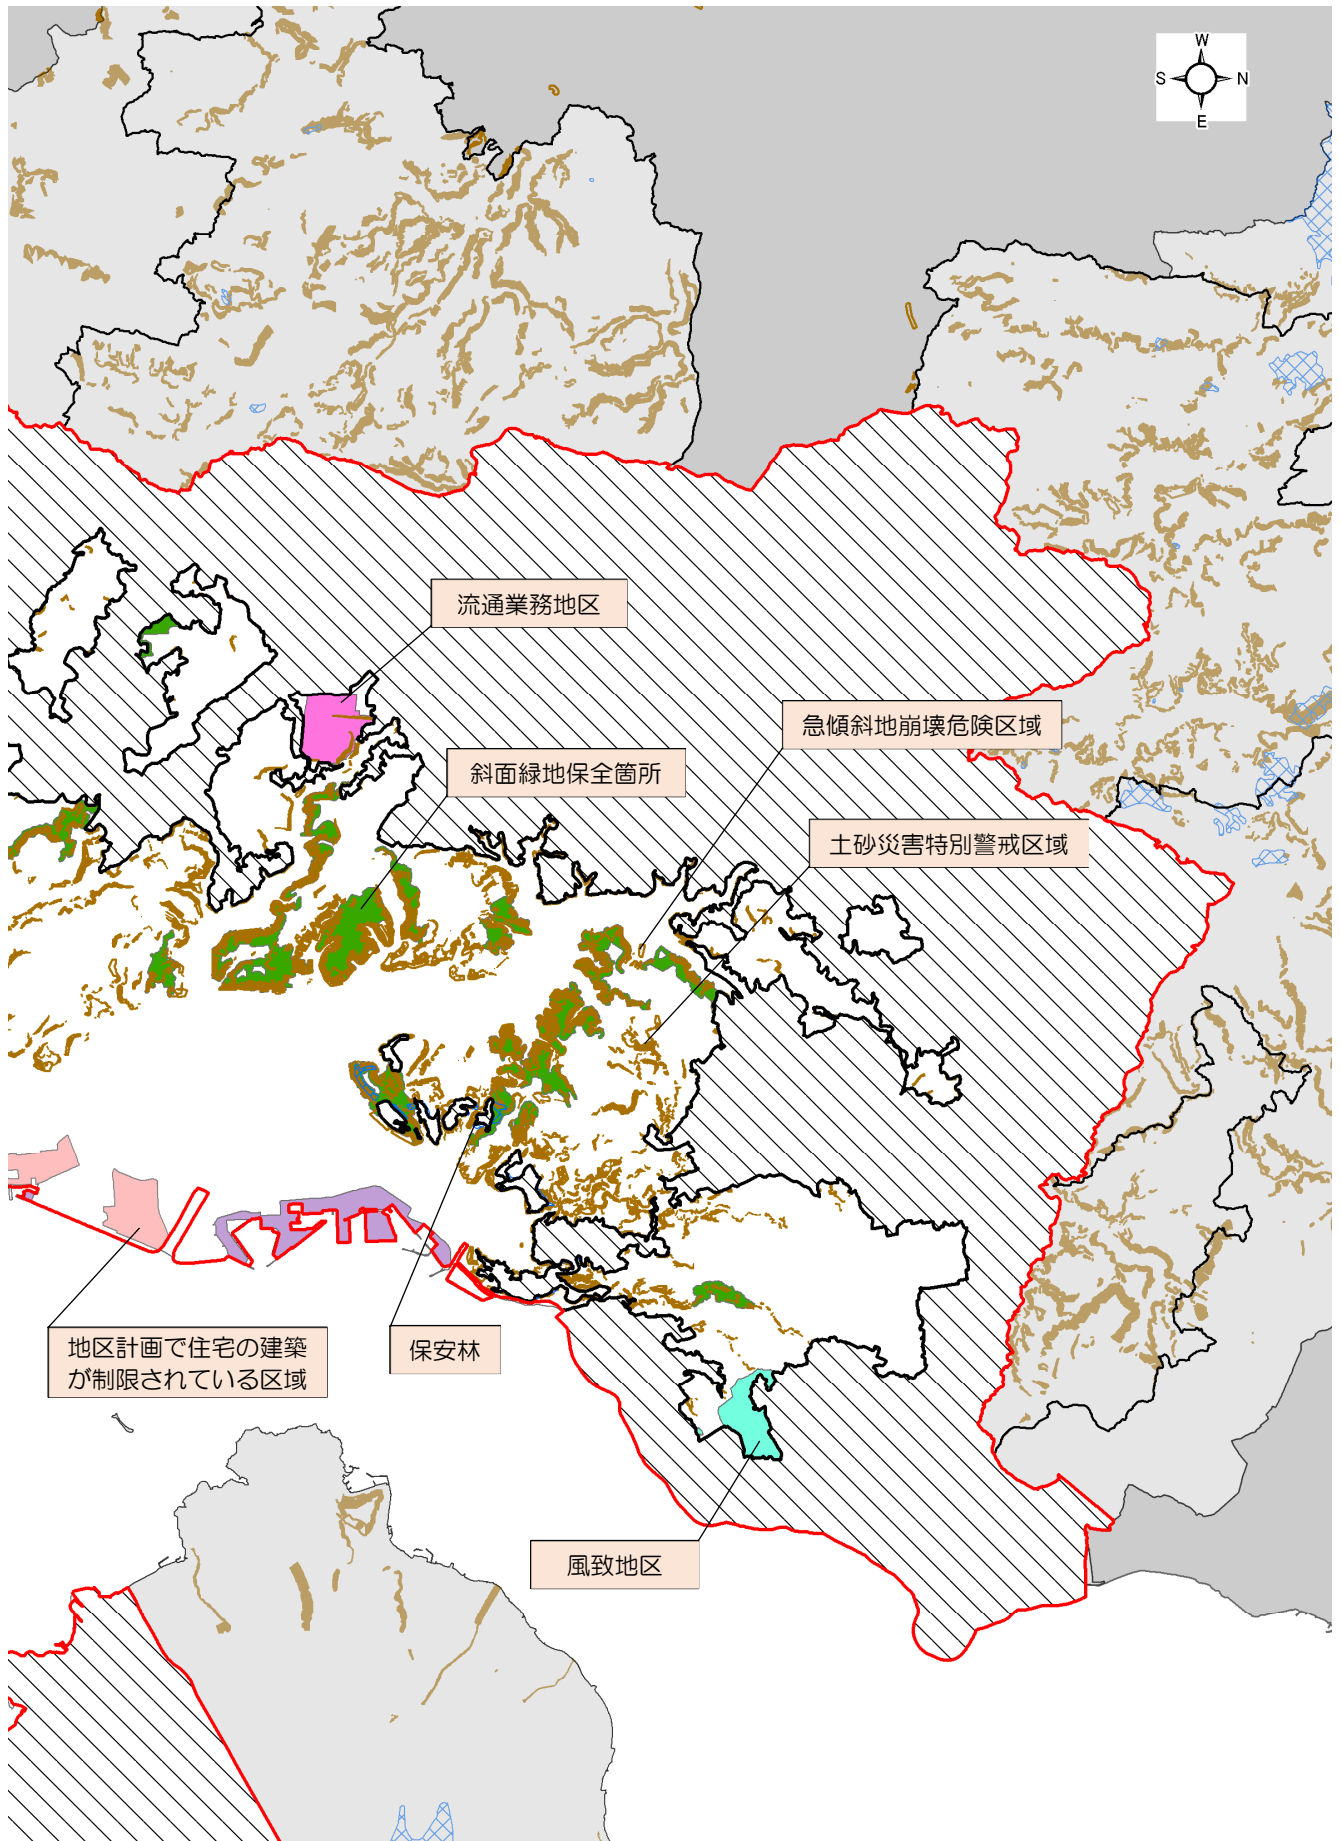 W
S N
E
流通業務地区
急傾斜地崩壊危険区域
斜面緑地保全箇所
土砂災害特別警戒区域
地区計画で住宅の建築
が制限されている区域
保安林
風致地区